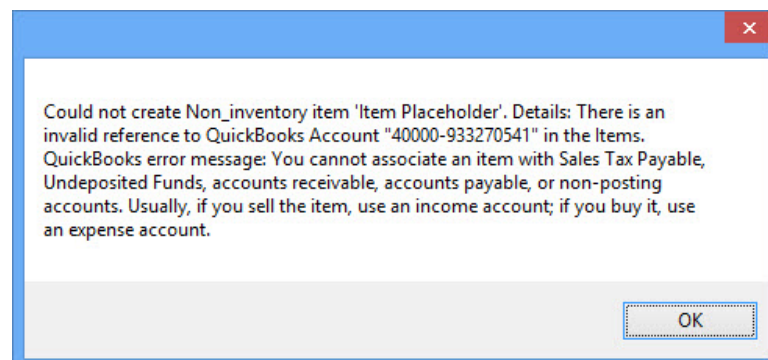 Could not create Non_inventory item 'Item Placeholder'. Details: There is an
invalid reference to QuickBooks Account "40000-933270541" in the Items.
QuickBooks error message: You cannot associate an item with Sales Tax Payable,
Undeposited Funds, accounts receivable, accounts payable, or non-posting
accounts. Usually, if you sell the item, use an income account; if you buy it, use
an expense account.
OK